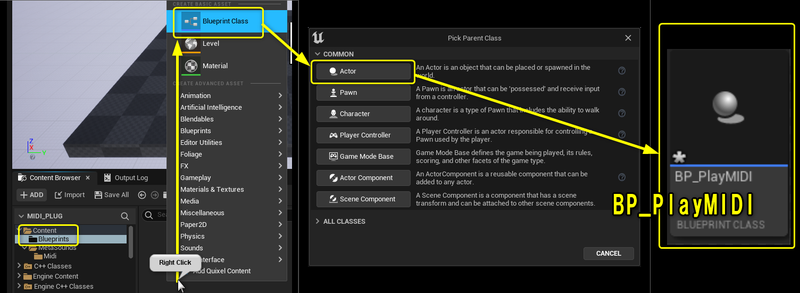 CREATE BASIC ASSET
Blueprint Class
Level
Material
CREATE ADVANCED ASSET
Animation
Artificial Intelligence
Blendables
Blueprints
Editor Utilities
Foliage
FX
Gameplay
Materials & Textures
Media
Miscellaneous
Paper2D
Physics
Sounds
User Interface
Add Quixel Content
Right Click
Z
X
Content Browser
Output Log
ADD
Import
Save All
MIDI_PLUG
Content
Blueprints
MetaSounds
Midi
C++ Classes
Engine Content
Engine C++ Classes
Pick Parent Class
COMMON
Actor
An Actor is an object that can be placed or spawned in the
world.
Pawn
A Pawn is an actor that can be 'possessed' and receive input
from a controller.
Character
A character is a type of Pawn that includes the ability to walk
around.
Player Controller
A Player Controller is an actor responsible for controlling a
Pawn used by the player.
Game Mode Base
Game Mode Base defines the game being played, its rules,
scoring, and other facets of the game type.
Actor Component
An ActorComponent is a reusable component that can be
added to any actor.
Scene Component
A Scene Component is a component that has a scene
transform and can be attached to other scene components.
ALL CLASSES
CANCEL
BP_PlayMIDI
BP_PlayMIDI
BLUEPRINT CLASS